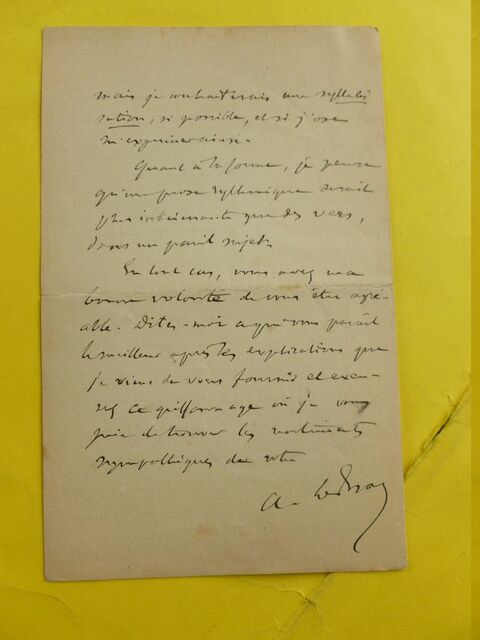 mais je souhaiterais une syllabi
sation, si possible, et si j'ose
m'exprimer ainsi.
Quant à la forme, je pense
qu'une prose rythmique serait
plus intéressante que des vers,
dans un pareil sujet.
En tout cas, vous avez ma
bonne volonté de vous être agré-
able. Dites-moi ce qui vous paraît
le meilleur après les explications que
je viens de vous fournir et excu-
sez ce griffonnage où je vous
prie de trouver les sentiments
sympathiques de votre
A.